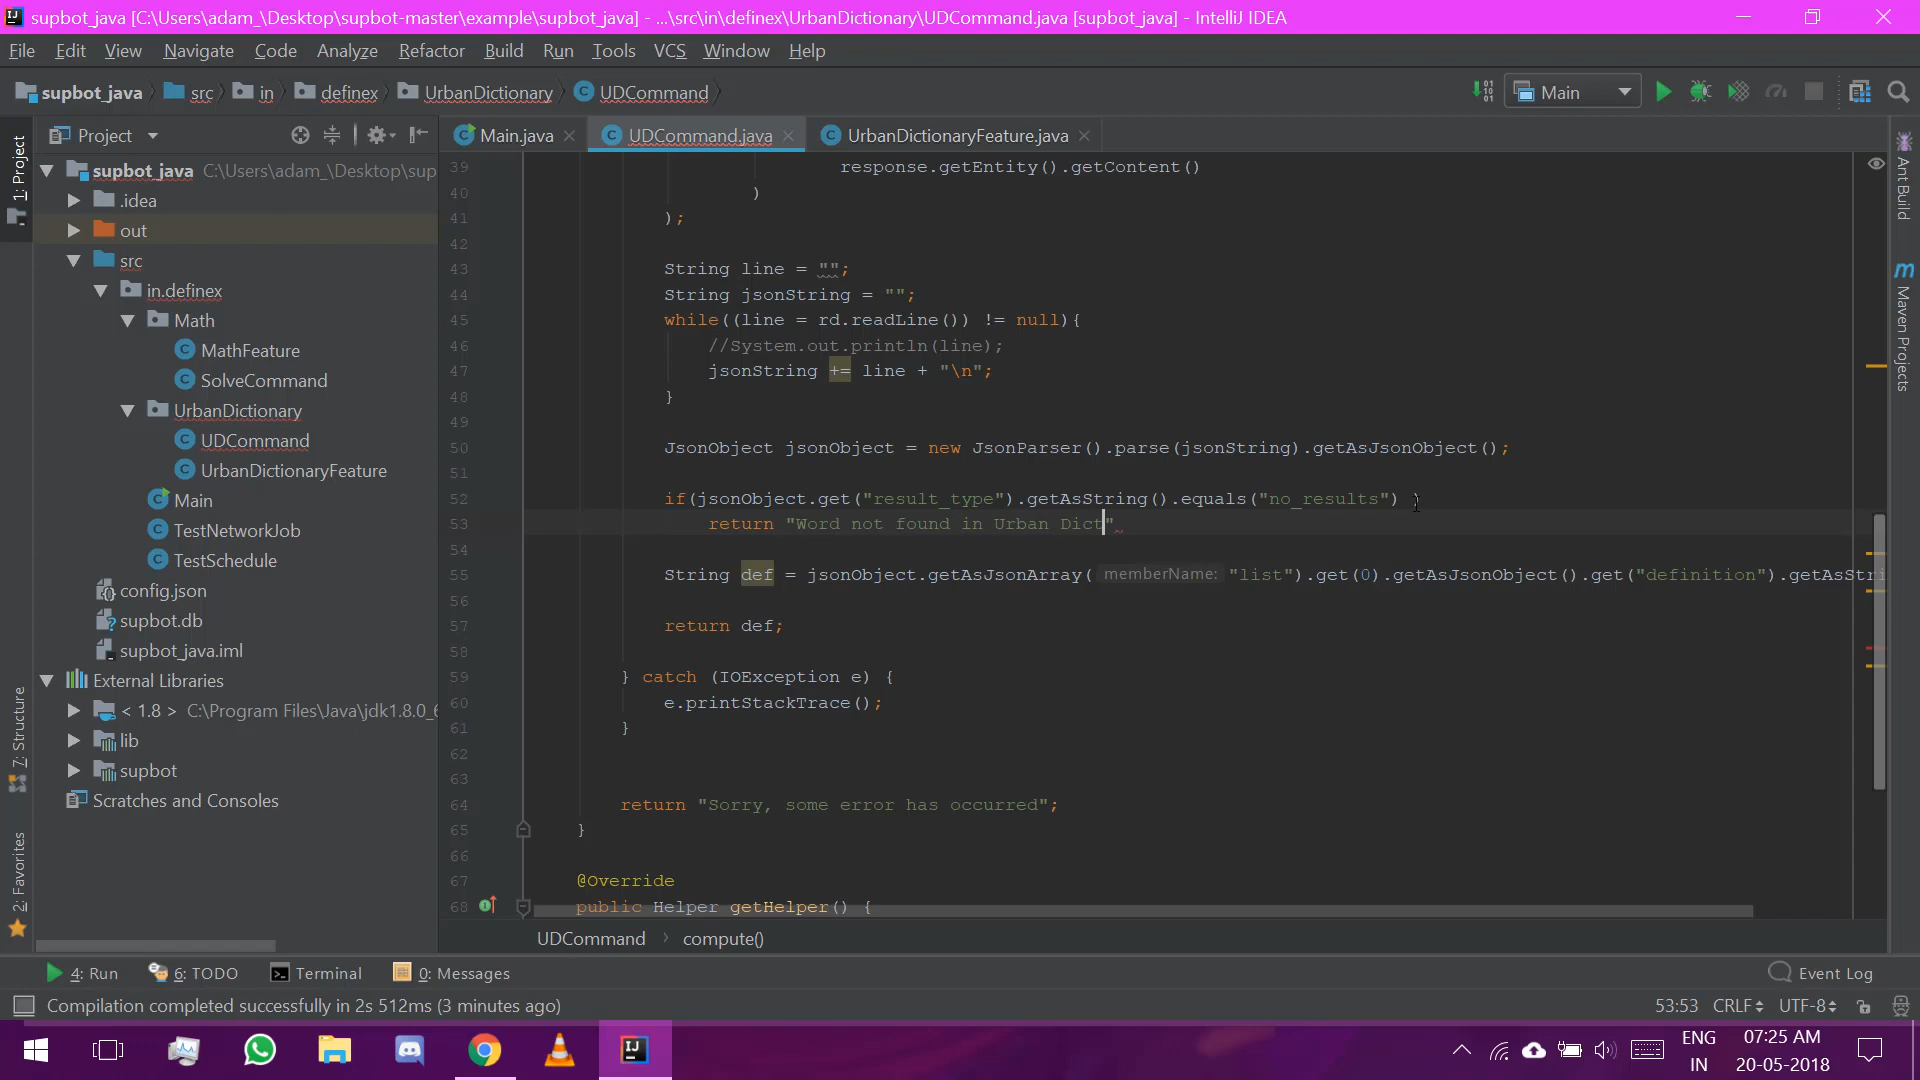 supbot_java [C:\Users\adam_\Desktop\supbot-master\example\supbot_java] - ...\src\in\definex\UrbanDictionary\UDCommand.java [supbot_java] - IntelliJ IDEA
File Edit View Navigate Code Analyze Refactor Build Run Tools VCS Window Help
supbot_java src in definex UrbanDictionary UDCommand Main
Project
Main.java UDCommand.java UrbanDictionaryFeature.java
1: Project
7: Structure
2: Favorites
supbot_java C:\Users\adam_\Desktop\sup
.idea
out
src
in.definex
Math
MathFeature
SolveCommand
UrbanDictionary
UDCommand
UrbanDictionaryFeature
Main
TestNetworkJob
TestSchedule
config.json
supbot.db
supbot_java.iml
External Libraries
< 1.8 > C:\Program Files\Java\jdk1.8.0_6
lib
supbot
Scratches and Consoles
39 response.getEntity().getContent()
40 )
41 );
42
43 String line = "";
44 String jsonString = "";
45 while((line = rd.readLine()) != null){
46 //System.out.println(line);
47 jsonString += line + "\n";
48 }
49
50 JsonObject jsonObject = new JsonParser().parse(jsonString).getAsJsonObject();
51
52 if(jsonObject.get("result_type").getAsString().equals("no_results")
53 return "Word not found in Urban Dict"
54
55 String def = jsonObject.getAsJsonArray( memberName: "list").get(0).getAsJsonObject().get("definition").getAsStri
56
57 return def;
58
59 } catch (IOException e) {
60 e.printStackTrace();
61 }
62
63
64 return "Sorry, some error has occurred";
65 }
66
67 @Override
68 public Helper getHelper() {
UDCommand compute()
Ant Build
Maven Projects
4: Run 6: TODO Terminal 0: Messages Event Log
Compilation completed successfully in 2s 512ms (3 minutes ago) 53:53 CRLF UTF-8
ENG 07:25 AM
IN 20-05-2018